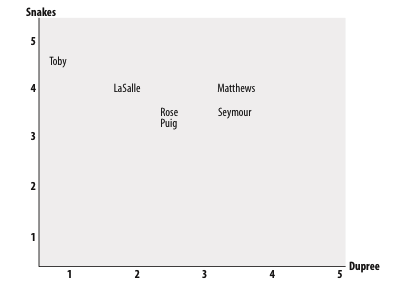 Snakes
5
Toby
4
LaSalle
Matthews
Rose
Seymour
Puig
3
2
1
Dupree
1
2
3
4
5